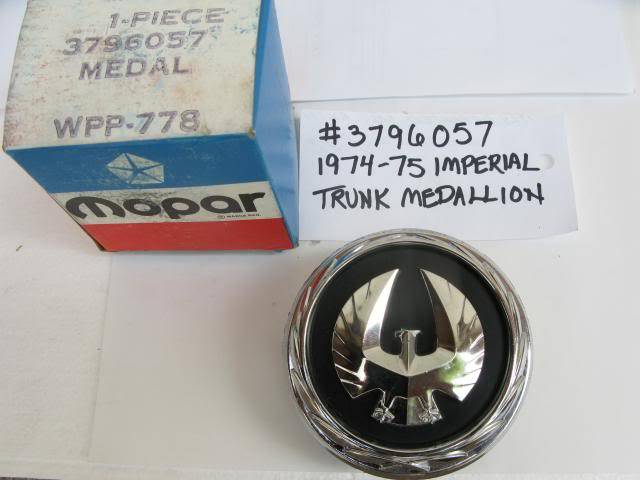 1-PIECE
3796057
MEDAL
WPP-778
mopar
#3796057
1974-75 IMPERIAL
TRUNK MEDALLION